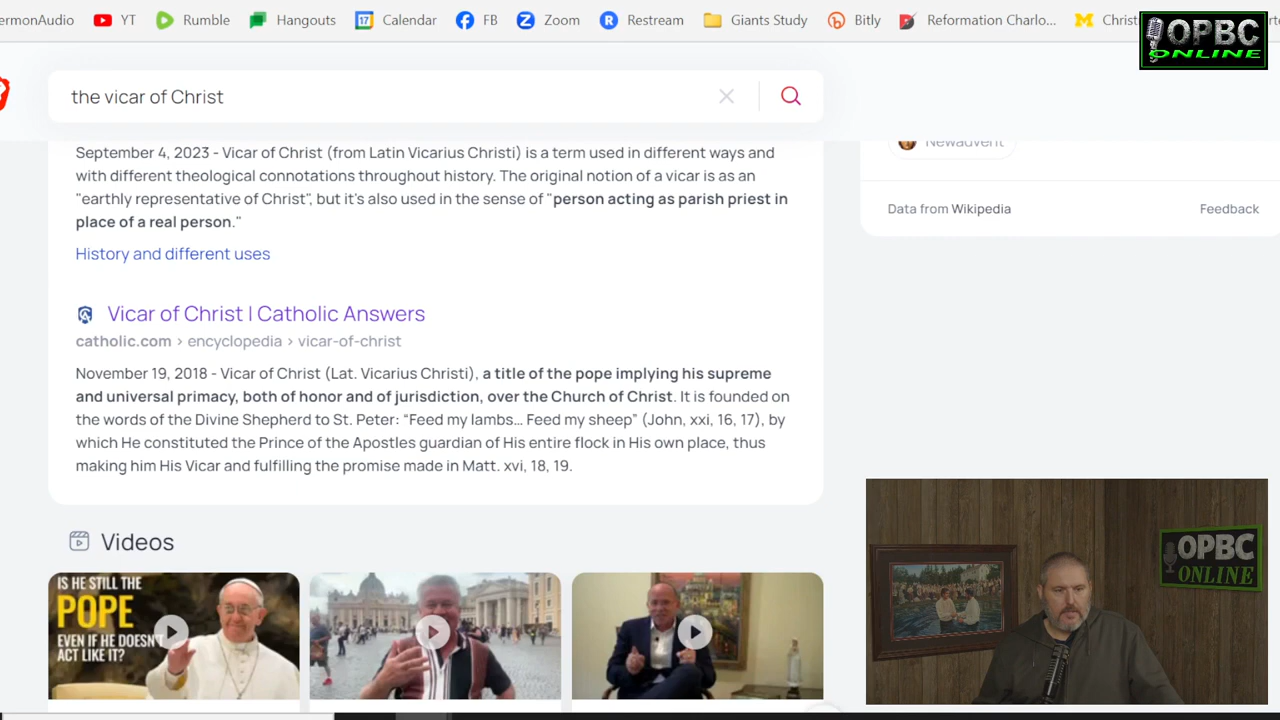 ermonAudio YT Rumble Hangouts 17 Calendar FB Zoom Restream Giants Study Bitly Reformation Charlo... Christ
OPBC
ONLINE
the vicar of Christ
September 4, 2023 - Vicar of Christ (from Latin Vicarius Christi) is a term used in different ways and
with different theological connotations throughout history. The original notion of a vicar is as an
"earthly representative of Christ", but it's also used in the sense of "person acting as parish priest in
place of a real person."
History and different uses
Newadvent
Data from Wikipedia Feedback
Vicar of Christ | Catholic Answers
catholic.com › encyclopedia › vicar-of-christ
November 19, 2018 - Vicar of Christ (Lat. Vicarius Christi), a title of the pope implying his supreme
and universal primacy, both of honor and of jurisdiction, over the Church of Christ. It is founded on
the words of the Divine Shepherd to St. Peter: “Feed my lambs... Feed my sheep” (John, xxi, 16, 17), by
which He constituted the Prince of the Apostles guardian of His entire flock in His own place, thus
making him His Vicar and fulfilling the promise made in Matt. xvi, 18, 19.
Videos
IS HE STILL THE
POPE
EVEN IF HE DOESN'T
ACT LIKE IT?
OPBC
ONLINE